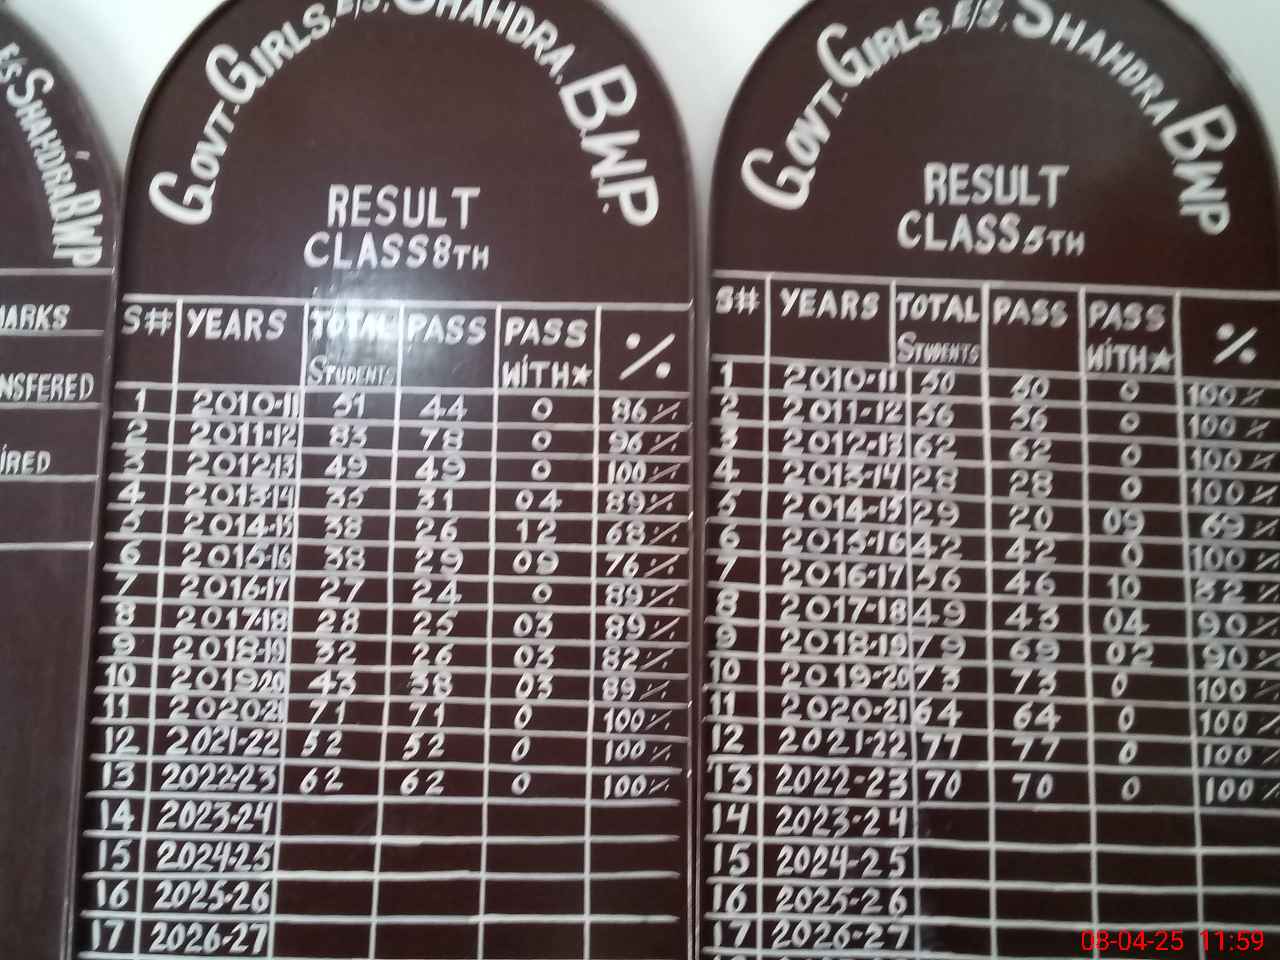 E/S SHAHDRA BWP
MARKS
NSFERED
IRED
GOVT. GIRLS. E/S. SHAHDRA. B.W.P.
RESULT
CLASS 8TH
S# YEARS TOTAL STUDENTS PASS PASS WITH★ %
1 2010-11 51 44 0 86%
2 2011-12 83 78 0 96%
3 2012-13 49 49 0 100%
4 2013-14 35 31 04 89%
5 2014-15 38 26 12 68%
6 2015-16 38 29 09 76%
7 2016-17 27 24 0 89%
8 2017-18 28 25 03 89%
9 2018-19 32 26 03 82%
10 2019-20 43 38 03 89%
11 2020-21 71 71 0 100%
12 2021-22 52 52 0 100%
13 2022-23 62 62 0 100%
14 2023-24
15 2024-25
16 2025-26
17 2026-27
GOVT. GIRLS. E/S. SHAHDRA B.W.P
RESULT
CLASS 5TH
S# YEARS TOTAL STUDENTS PASS PASS WITH★ %
1 2010-11 50 50 0 100%
2 2011-12 56 56 0 100%
3 2012-13 62 62 0 100%
4 2013-14 28 28 0 100%
5 2014-15 29 20 09 69%
6 2015-16 42 42 0 100%
7 2016-17 56 46 10 82%
8 2017-18 49 43 04 90%
9 2018-19 79 69 02 90%
10 2019-20 73 73 0 100%
11 2020-21 64 64 0 100%
12 2021-22 77 77 0 100%
13 2022-23 70 70 0 100%
14 2023-24
15 2024-25
16 2025-26
17 2026-27
08-04-25 11:59